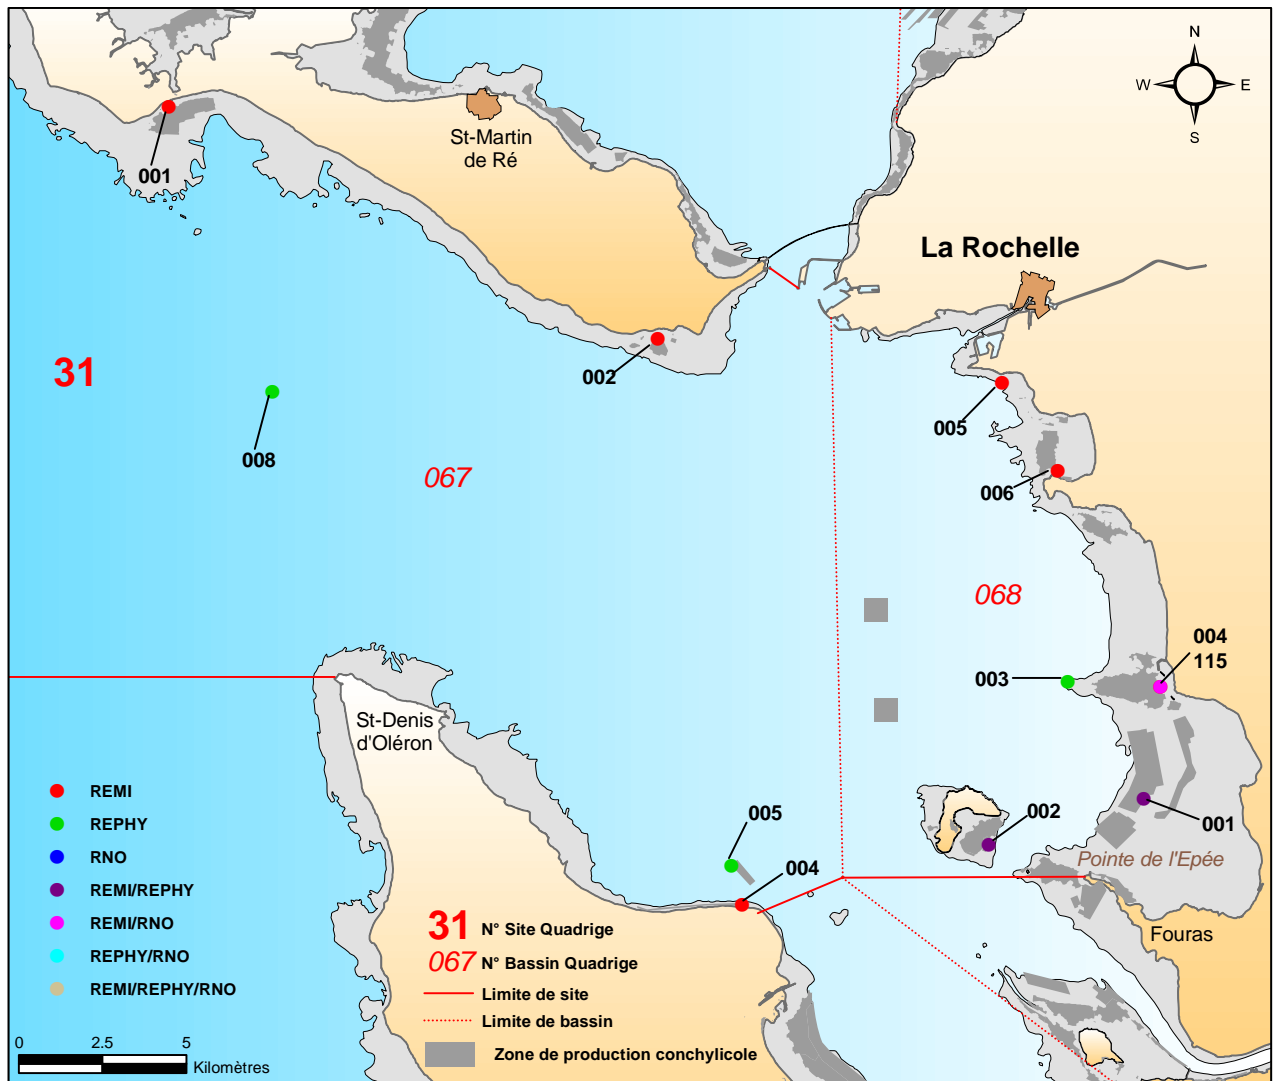 N
W
E
S
St-Martin
de Ré
001
La Rochelle
002
31
005
008
067
006
068
004
115
003
St-Denis
d'Oléron
REMI
REPHY
RNO
REMI/REPHY
REMI/RNO
REPHY/RNO
REMI/REPHY/RNO
005
002
001
004
Pointe de l'Epée
Fouras
31 N° Site Quadrige
067 N° Bassin Quadrige
Limite de site
Limite de bassin
Zone de production conchylicole
0 2.5 5
Kilomètres